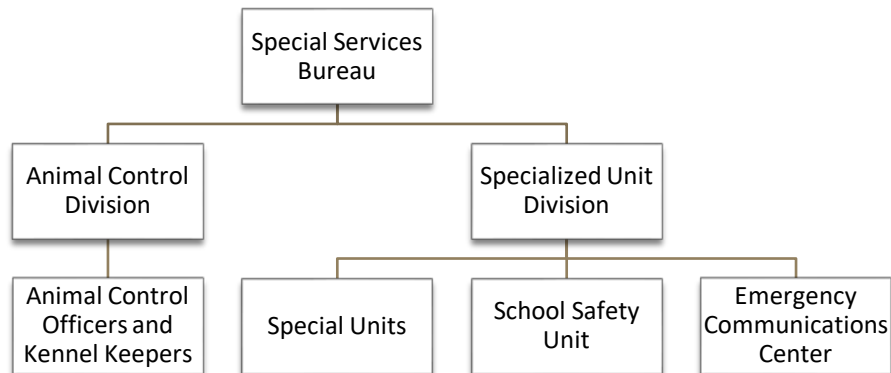 Special Services
Bureau
Animal Control
Division
Specialized Unit
Division
Animal Control
Officers and
Kennel Keepers
Special Units
School Safety
Unit
Emergency
Communications
Center